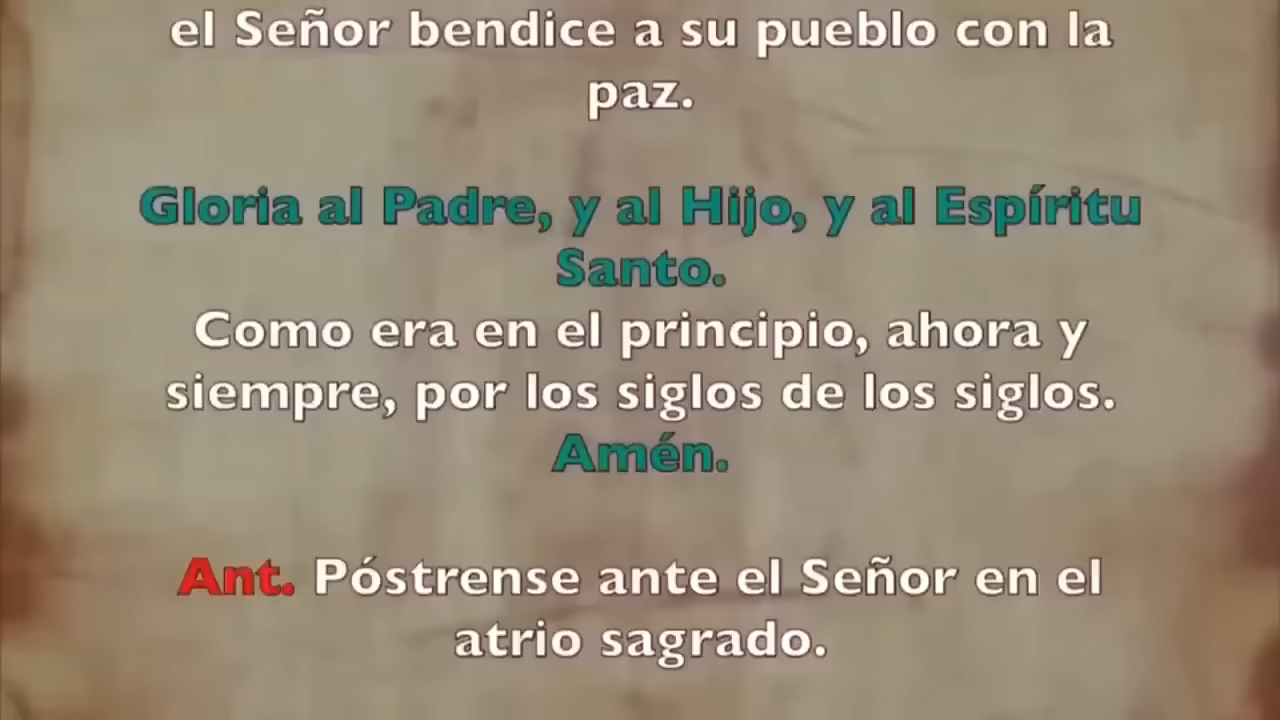 el Señor bendice a su pueblo con la
paz.
Gloria al Padre, y al Hijo, y al Espíritu
Santo.
Como era en el principio, ahora y
siempre, por los siglos de los siglos.
Amén.
Ant. Póstrense ante el Señor en el
atrio sagrado.